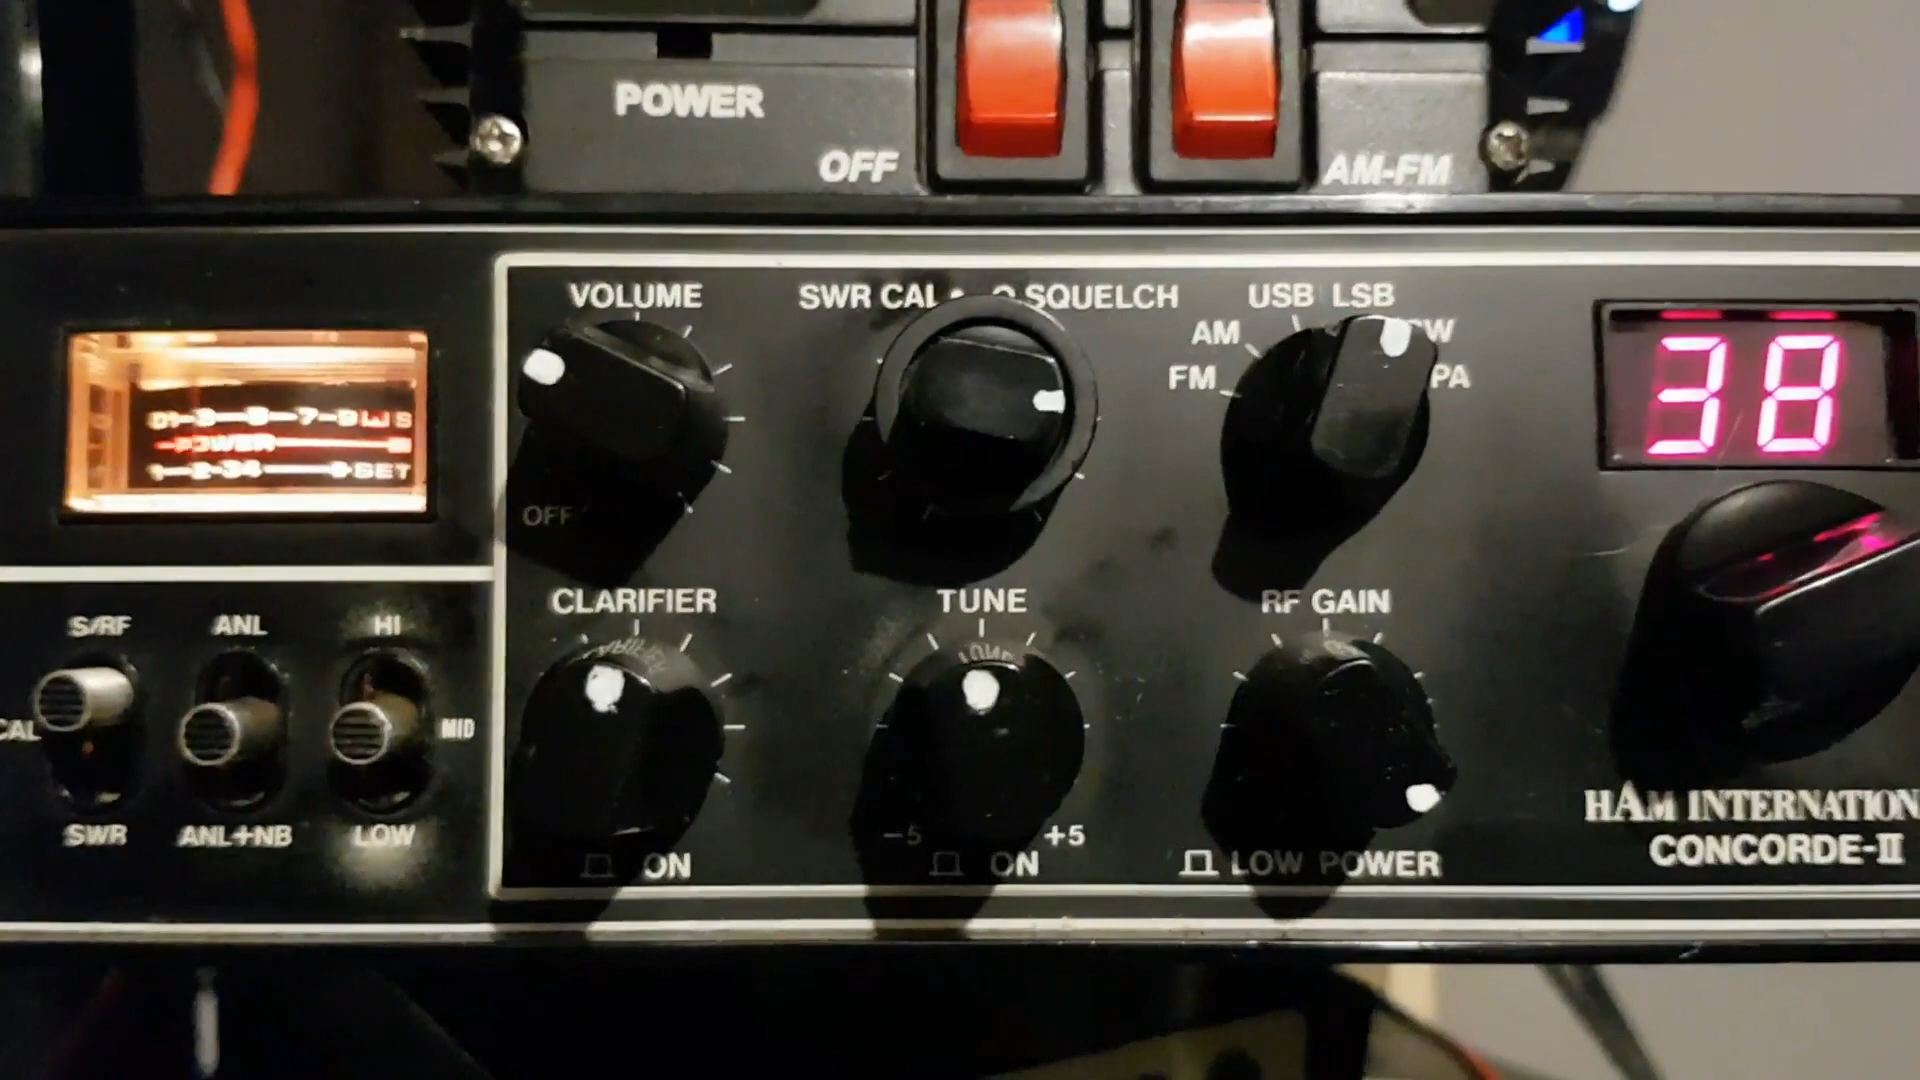 POWER
OFF
AM-FM
VOLUME
SWR CAL
SQUELCH
USB LSB
AM
FM
PA
38
POWER
SET
OFF
S/RF
ANL
HI
CAL
MID
SWR
ANL+NB
LOW
CLARIFIER
TUNE
RF GAIN
-5
+5
ON
ON
LOW POWER
HAM INTERNATION
CONCORDE-II